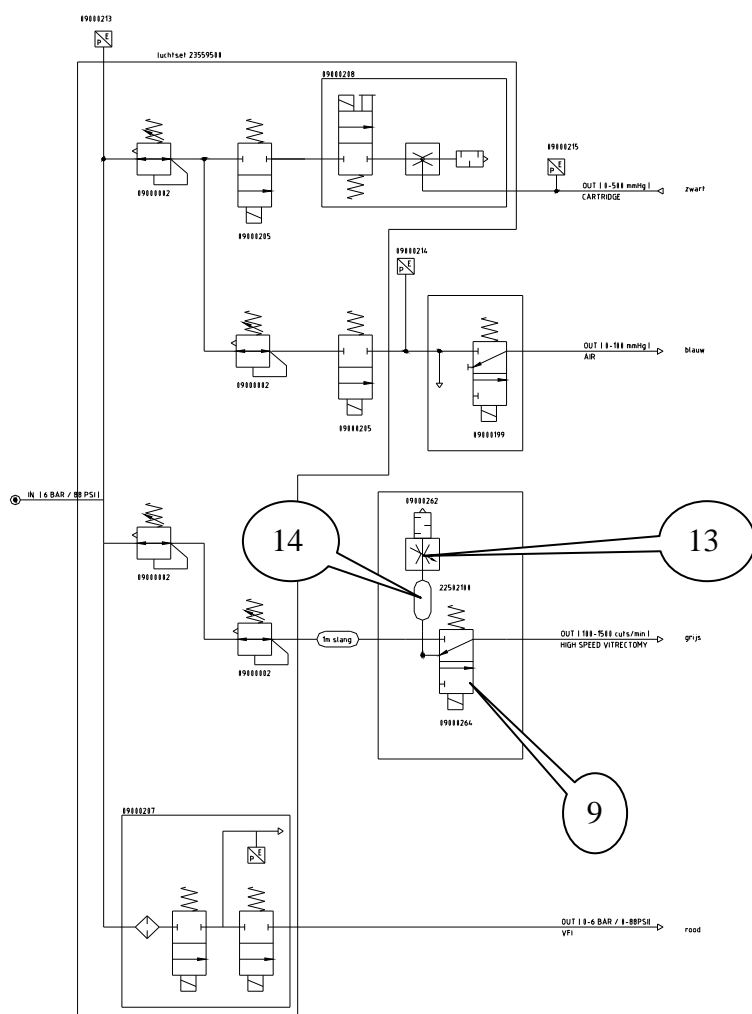 09000213
E
P
luchtset 23559500
09000208
09000215
E
P
09000002
OUT ( 0-500 mmHg )
zwart
CARTRIDGE
09000205
09000214
E
P
OUT ( 0-100 mmHg )
blauw
AIR
09000002
09000205
09000199
IN ( 6 BAR / 88 PSI )
09000262
14
13
09000002
22502100
1m slang
OUT ( 100-1500 cuts/min )
grijs
HIGH SPEED VITRECTOMY
09000002
09000264
9
09000207
E
P
OUT ( 0-6 BAR / 0-88PSI)
rood
VFI